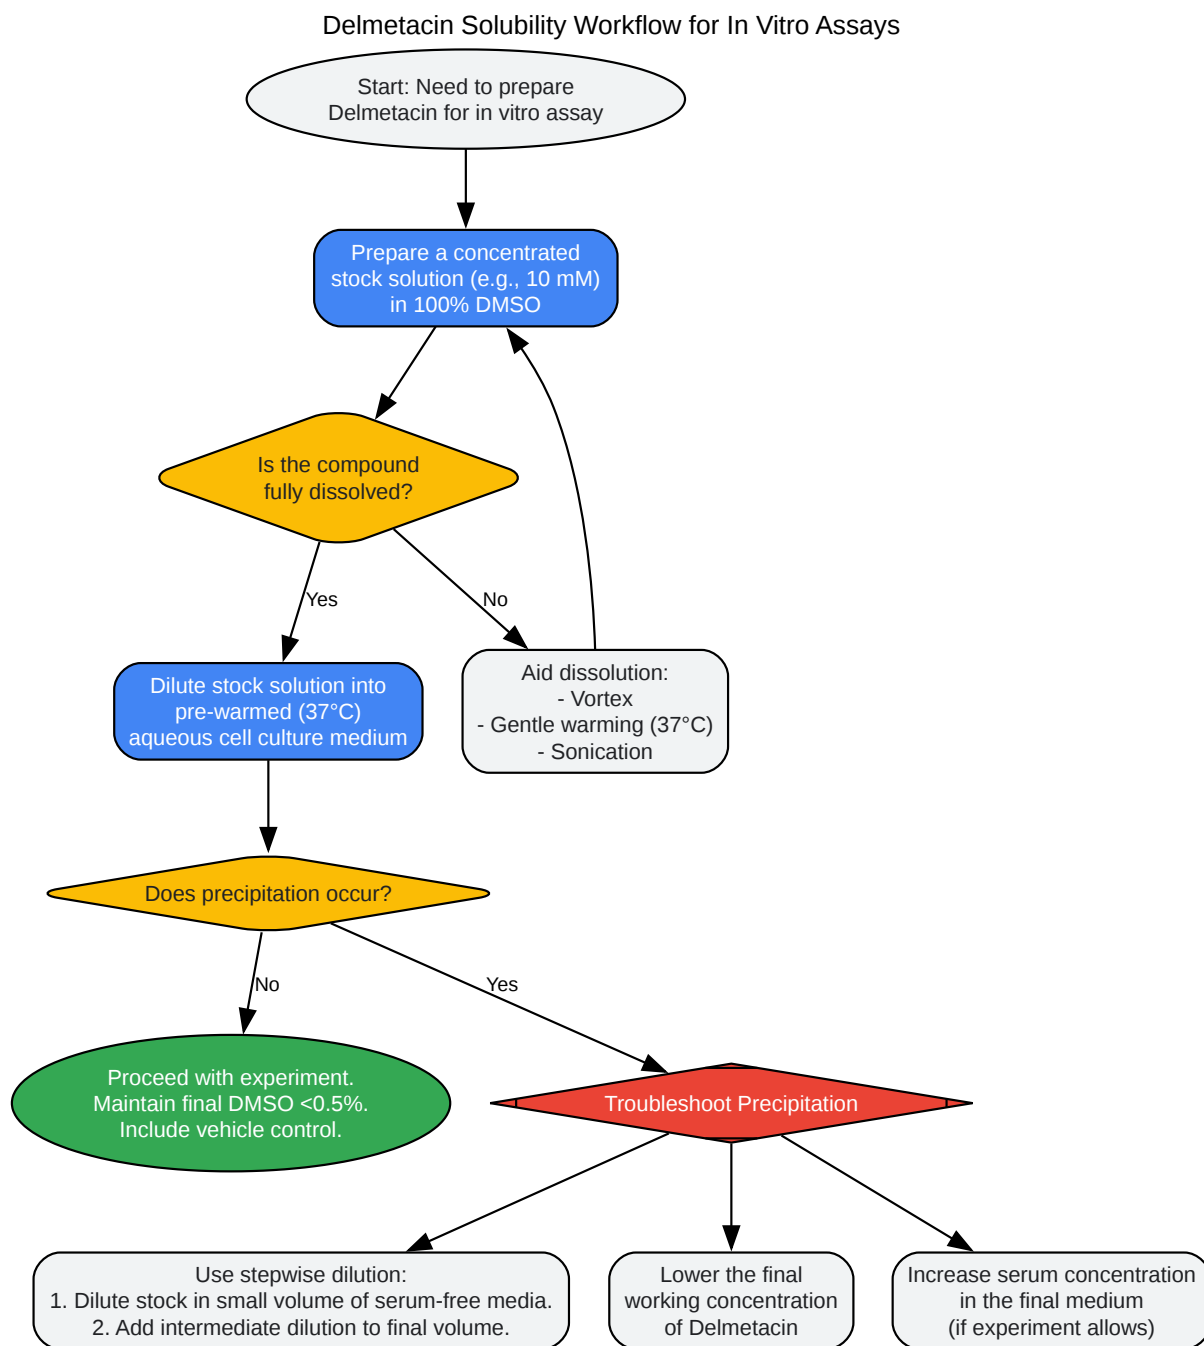 Delmetacin Solubility Workflow for In Vitro Assays
Start: Need to prepare
Delmetacin for in vitro assay
Prepare a concentrated
stock solution (e.g., 10 mM)
in 100% DMSO
Is the compound
fully dissolved?
Yes
No
Dilute stock solution into
pre-warmed (37°C)
aqueous cell culture medium
Aid dissolution:
- Vortex
- Gentle warming (37°C)
- Sonication
Does precipitation occur?
No
Yes
Proceed with experiment.
Maintain final DMSO <0.5%.
Include vehicle control.
Troubleshoot Precipitation
Use stepwise dilution:
1. Dilute stock in small volume of serum-free media.
2. Add intermediate dilution to final volume.
Lower the final
working concentration
of Delmetacin
Increase serum concentration
in the final medium
(if experiment allows)